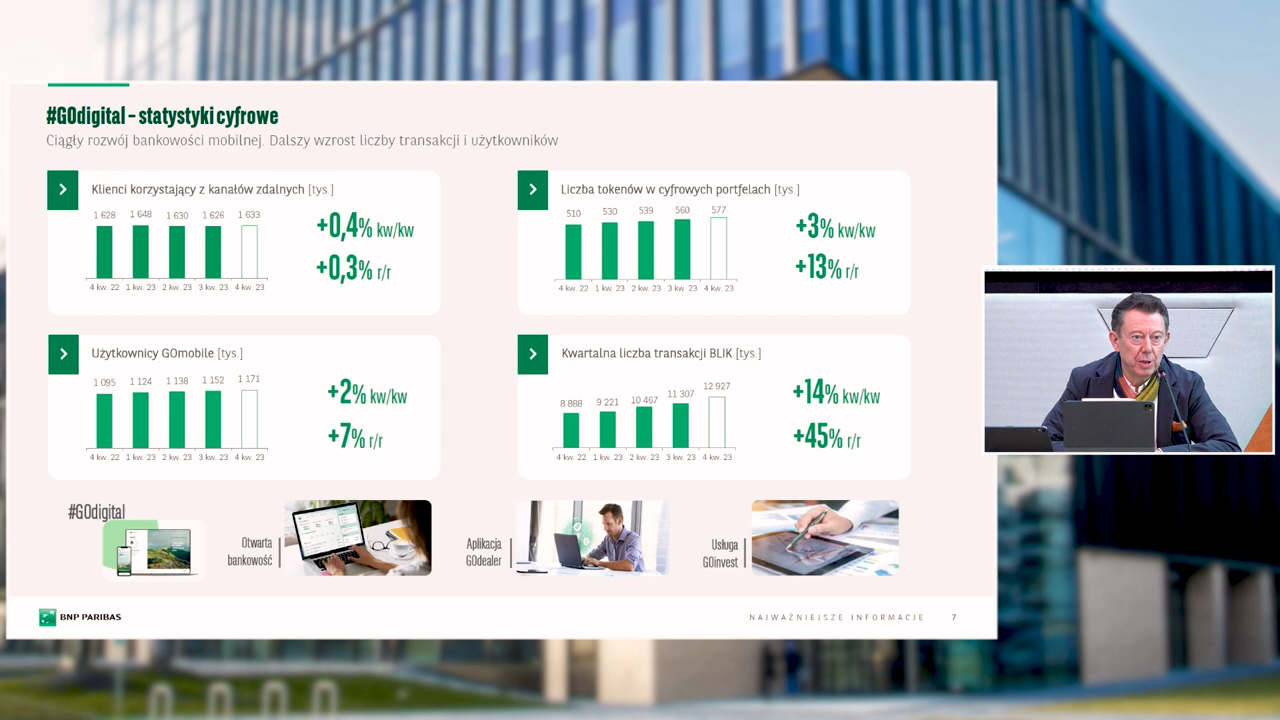 #GOdigital – statystyki cyfrowe
Ciągły rozwój bankowości mobilnej. Dalszy wzrost liczby transakcji i użytkowników
Klienci korzystający z kanałów zdalnych [tys.]
1 628 1 648 1 630 1 626 1 633
4 kw. 22 1 kw. 23 2 kw. 23 3 kw. 23 4 kw. 23
+0,4% kw/kw
+0,3% r/r
Liczba tokenów w cyfrowych portfelach [tys.]
510 530 539 560 577
4 kw. 22 1 kw. 23 2 kw. 23 3 kw. 23 4 kw. 23
+3% kw/kw
+13% r/r
Użytkownicy GOmobile [tys.]
1 095 1 124 1 138 1 152 1 171
4 kw. 22 1 kw. 23 2 kw. 23 3 kw. 23 4 kw. 23
+2% kw/kw
+7% r/r
Kwartalna liczba transakcji BLIK [tys.]
8 888 9 221 10 467 11 307 12 927
4 kw. 22 1 kw. 23 2 kw. 23 3 kw. 23 4 kw. 23
+14% kw/kw
+45% r/r
#GOdigital
Otwarta
bankowość
Aplikacja
GOdealer
Usługa
GOinvest
BNP PARIBAS
NAJWAŻNIEJSZE INFORMACJE 7